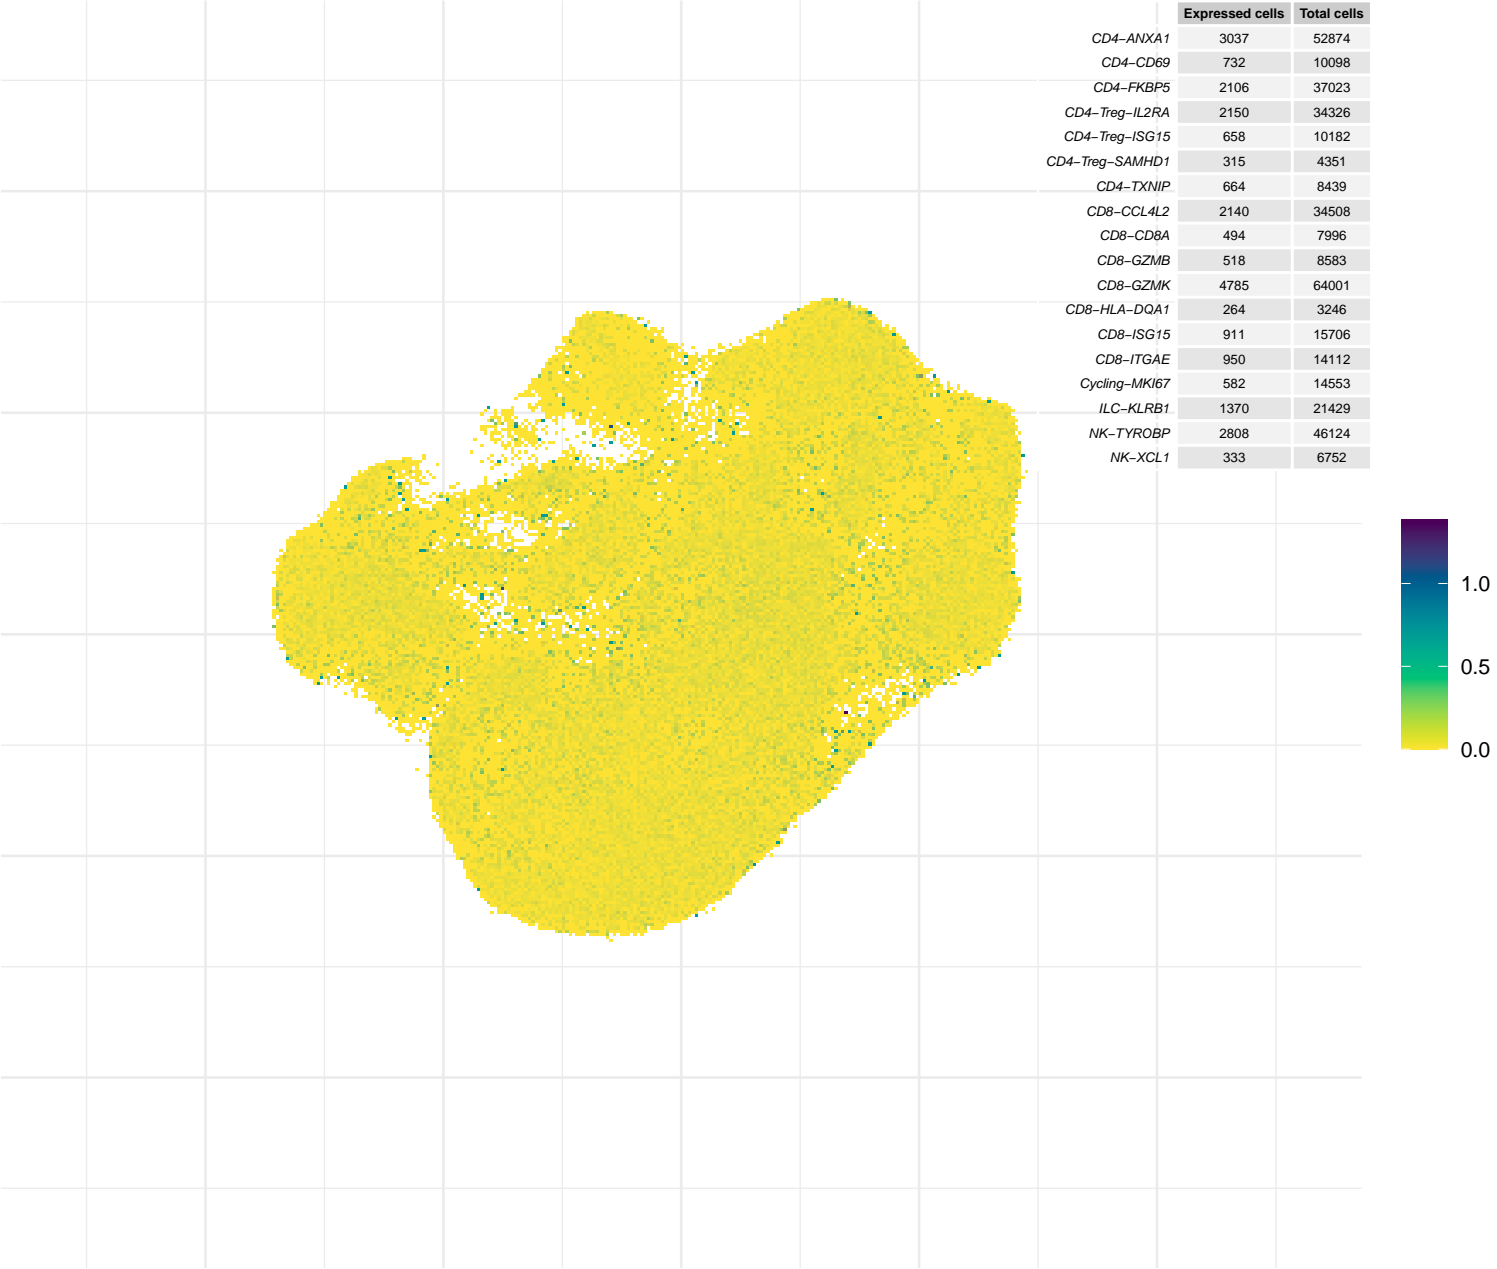 Expressed cells Total cells
CD4−ANXA1 3037 52874
CD4−CD69 732 10098
CD4−FKBP5 2106 37023
CD4−Treg−IL2RA 2150 34326
CD4−Treg−ISG15 658 10182
CD4−Treg−SAMHD1 315 4351
CD4−TXNIP 664 8439
CD8−CCL4L2 2140 34508
CD8−CD8A 494 7996
CD8−GZMB 518 8583
CD8−GZMK 4785 64001
CD8−HLA−DQA1 264 3246
CD8−ISG15 911 15706
CD8−ITGAE 950 14112
Cycling−MKI67 582 14553
ILC−KLRB1 1370 21429
NK−TYROBP 2808 46124
NK−XCL1 333 6752
1.0
0.5
0.0